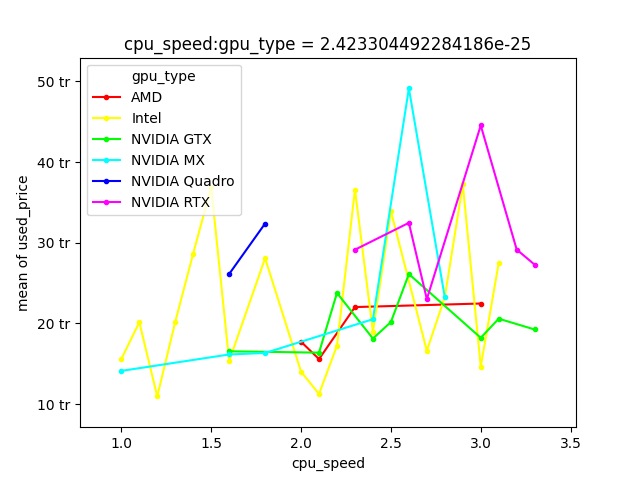 cpu_speed:gpu_type = 2.423304492284186e-25
gpu_type
AMD
Intel
NVIDIA GTX
NVIDIA MX
NVIDIA Quadro
NVIDIA RTX
mean of used_price
50 tr
40 tr
30 tr
20 tr
10 tr
1.0 1.5 2.0 2.5 3.0 3.5
cpu_speed